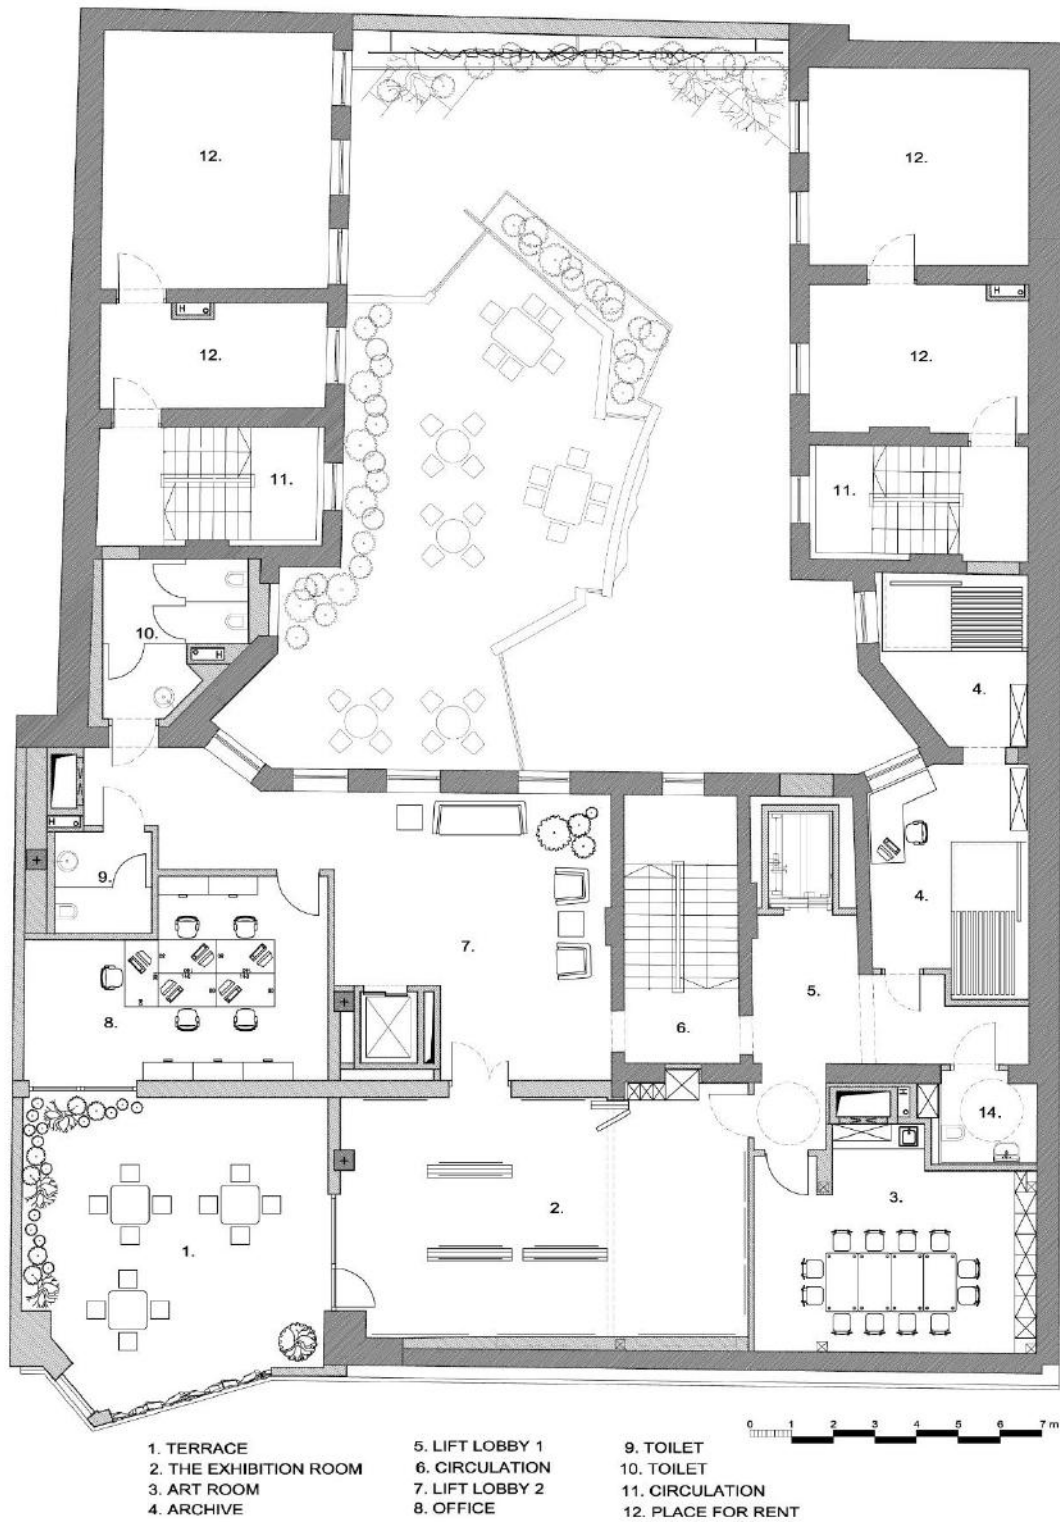 12.
12.
H
12.
H
12.
11.
11.
10.
H
4.
H
9.
4.
7.
5.
8.
6.
H
14.
3.
2.
1.
0 1 2 3 4 5 6 7 m
1. TERRACE
2. THE EXHIBITION ROOM
3. ART ROOM
4. ARCHIVE
5. LIFT LOBBY 1
6. CIRCULATION
7. LIFT LOBBY 2
8. OFFICE
9. TOILET
10. TOILET
11. CIRCULATION
12. PLACE FOR RENT